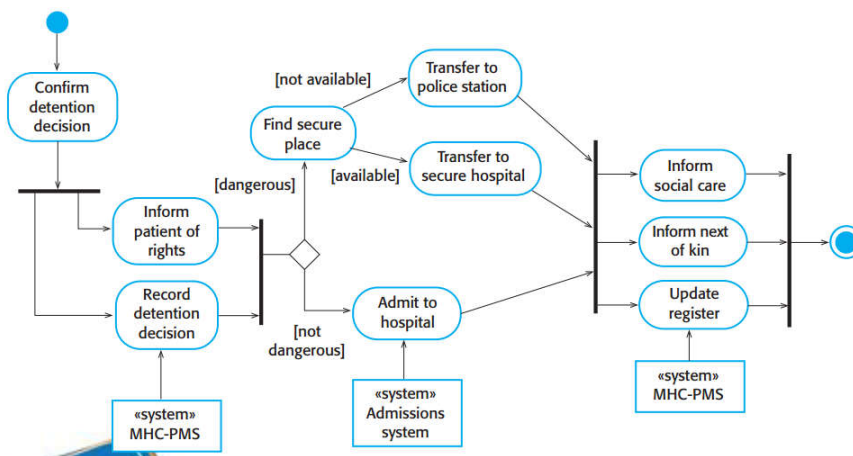 Confirm
detention
decision
Inform
patient of
rights
Record
detention
decision
«system»
MHC-PMS
[dangerous]
[not
dangerous]
Find secure
place
[not available]
[available]
Transfer to
police station
Transfer to
secure hospital
Admit to
hospital
«system»
Admissions
system
Inform
social care
Inform next
of kin
Update
register
«system»
MHC-PMS